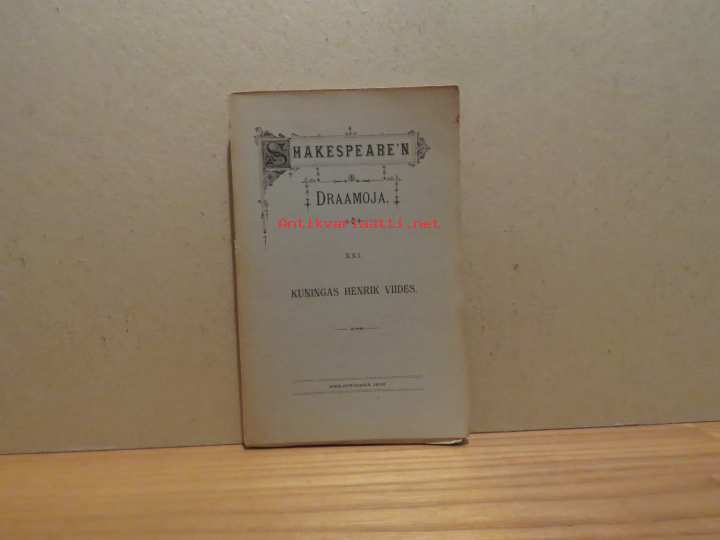 SHAKESPEARE'N
DRAAMOJA.
Antikvariaatti.net
XXI.
KUNINGAS HENRIK VIIDES.